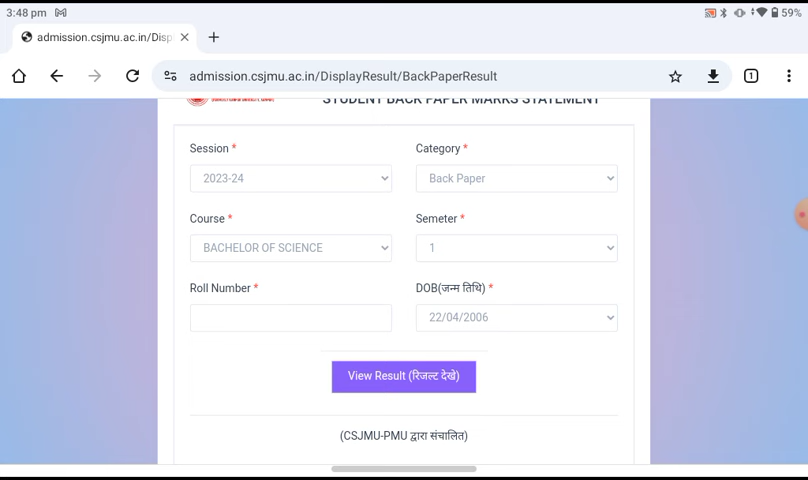 3:48 pm
59%
admission.csjmu.ac.in/Disp
admission.csjmu.ac.in/DisplayResult/BackPaperResult
1
STUDENT BACK PAPER MARKS STATEMENT
Session *
Category *
2023-24
Back Paper
Course *
Semeter *
BACHELOR OF SCIENCE
1
Roll Number *
DOB(जन्म तिथि) *
22/04/2006
View Result (रिजल्ट देखे)
(CSJMU-PMU द्वारा संचालित)